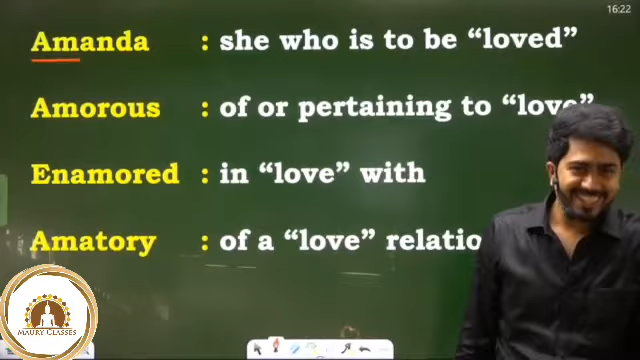 16:22
Amanda : she who is to be “loved”
Amorous : of or pertaining to “love”
Enamored : in “love” with
Amatory : of a “love” relatio
MAURY CLASSES